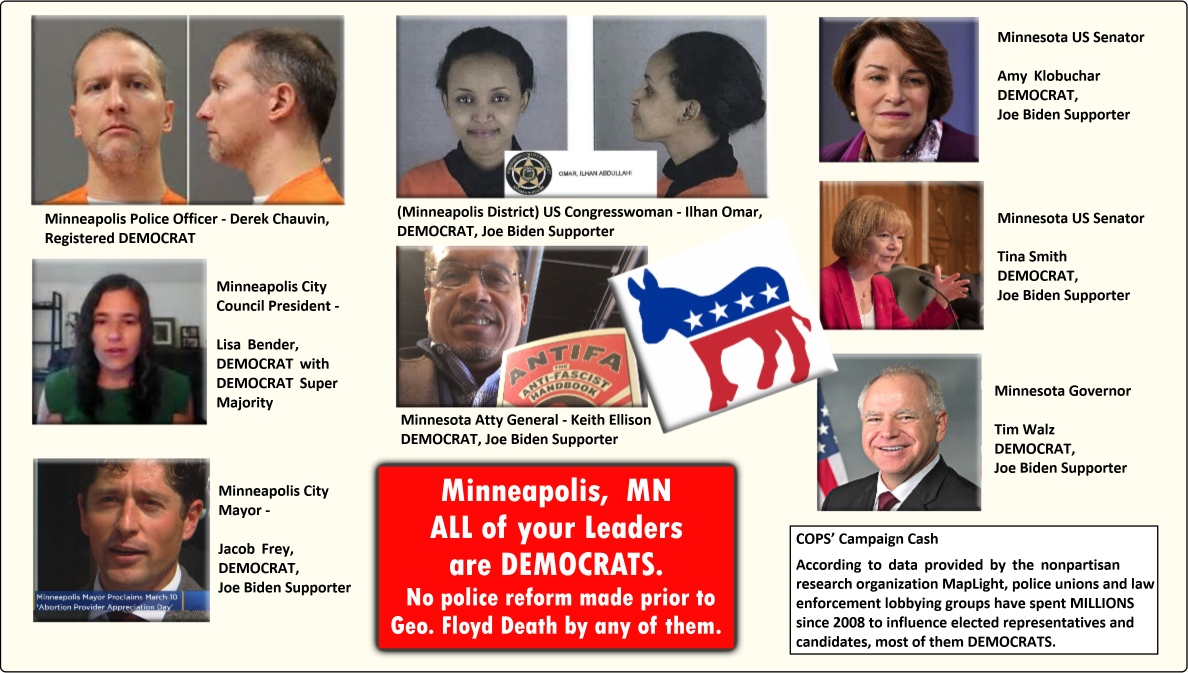 Minneapolis Police Officer - Derek Chauvin,
Registered DEMOCRAT
OMAR, ILHAN ABDULLAHI
(Minneapolis District) US Congresswoman - Ilhan Omar,
DEMOCRAT, Joe Biden Supporter
Minnesota US Senator
Amy Klobuchar
DEMOCRAT,
Joe Biden Supporter
Minneapolis City
Council President -
Lisa Bender,
DEMOCRAT with
DEMOCRAT Super
Majority
ANTIFA
THE
ANTI-FASCIST
HANDBOOK
Minnesota Atty General - Keith Ellison
DEMOCRAT, Joe Biden Supporter
Minnesota US Senator
Tina Smith
DEMOCRAT,
Joe Biden Supporter
Minneapolis Mayor Proclaims March 10
'Abortion Provider Appreciation Day'
Minneapolis City
Mayor -
Jacob Frey,
DEMOCRAT,
Joe Biden Supporter
Minneapolis, MN
ALL of your Leaders
are DEMOCRATS.
No police reform made prior to
Geo. Floyd Death by any of them.
Minnesota Governor
Tim Walz
DEMOCRAT,
Joe Biden Supporter
COPS' Campaign Cash
According to data provided by the nonpartisan
research organization MapLight, police unions and law
enforcement lobbying groups have spent MILLIONS
since 2008 to influence elected representatives and
candidates, most of them DEMOCRATS.